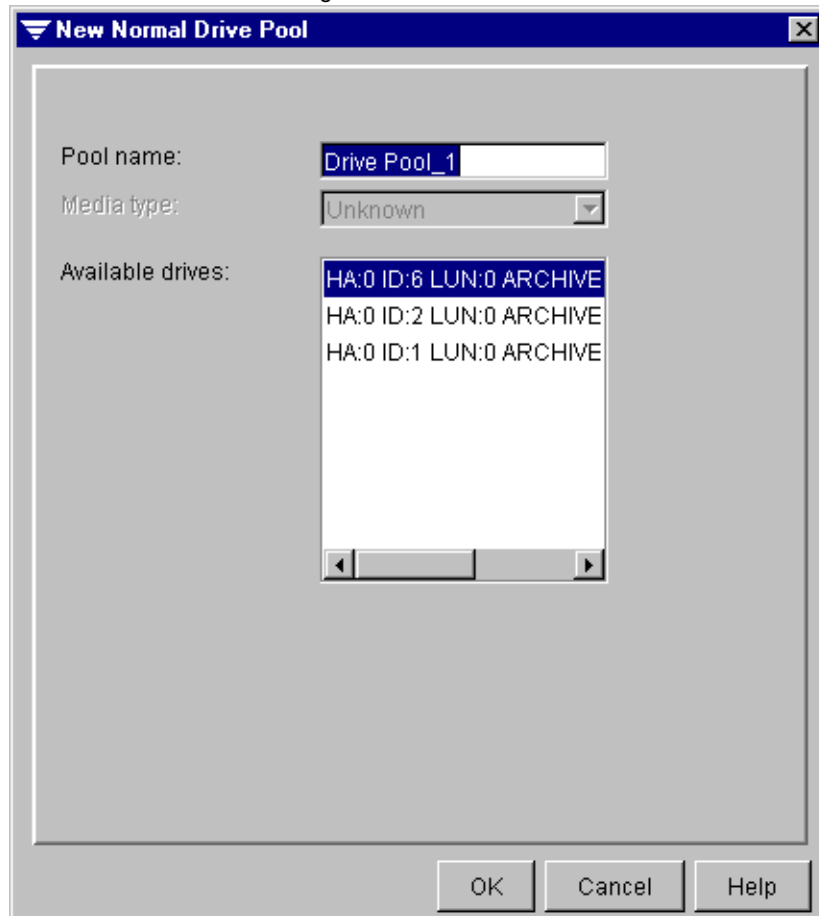 New Normal Drive Pool
Pool name: Drive Pool_1
Media type: Unknown
Available drives: HA:0 ID:6 LUN:0 ARCHIVE
HA:0 ID:2 LUN:0 ARCHIVE
HA:0 ID:1 LUN:0 ARCHIVE
OK Cancel Help